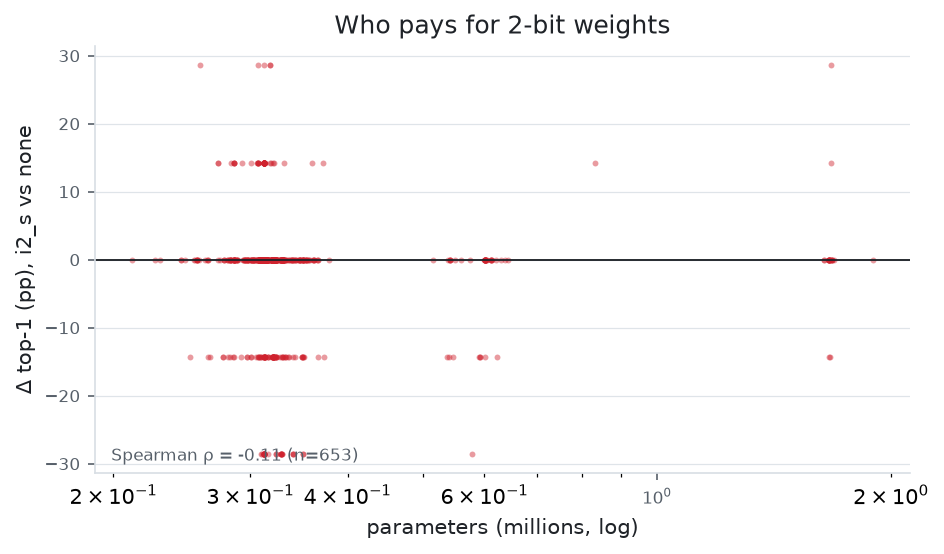 Who pays for 2-bit weights
Δ top-1 (pp), i2_s vs none
30
20
10
0
−10
−20
−30
Spearman ρ = -0.11 (n=653)
2 × 10⁻¹ 3 × 10⁻¹ 4 × 10⁻¹ 6 × 10⁻¹ 10⁰ 2 × 10⁰
parameters (millions, log)